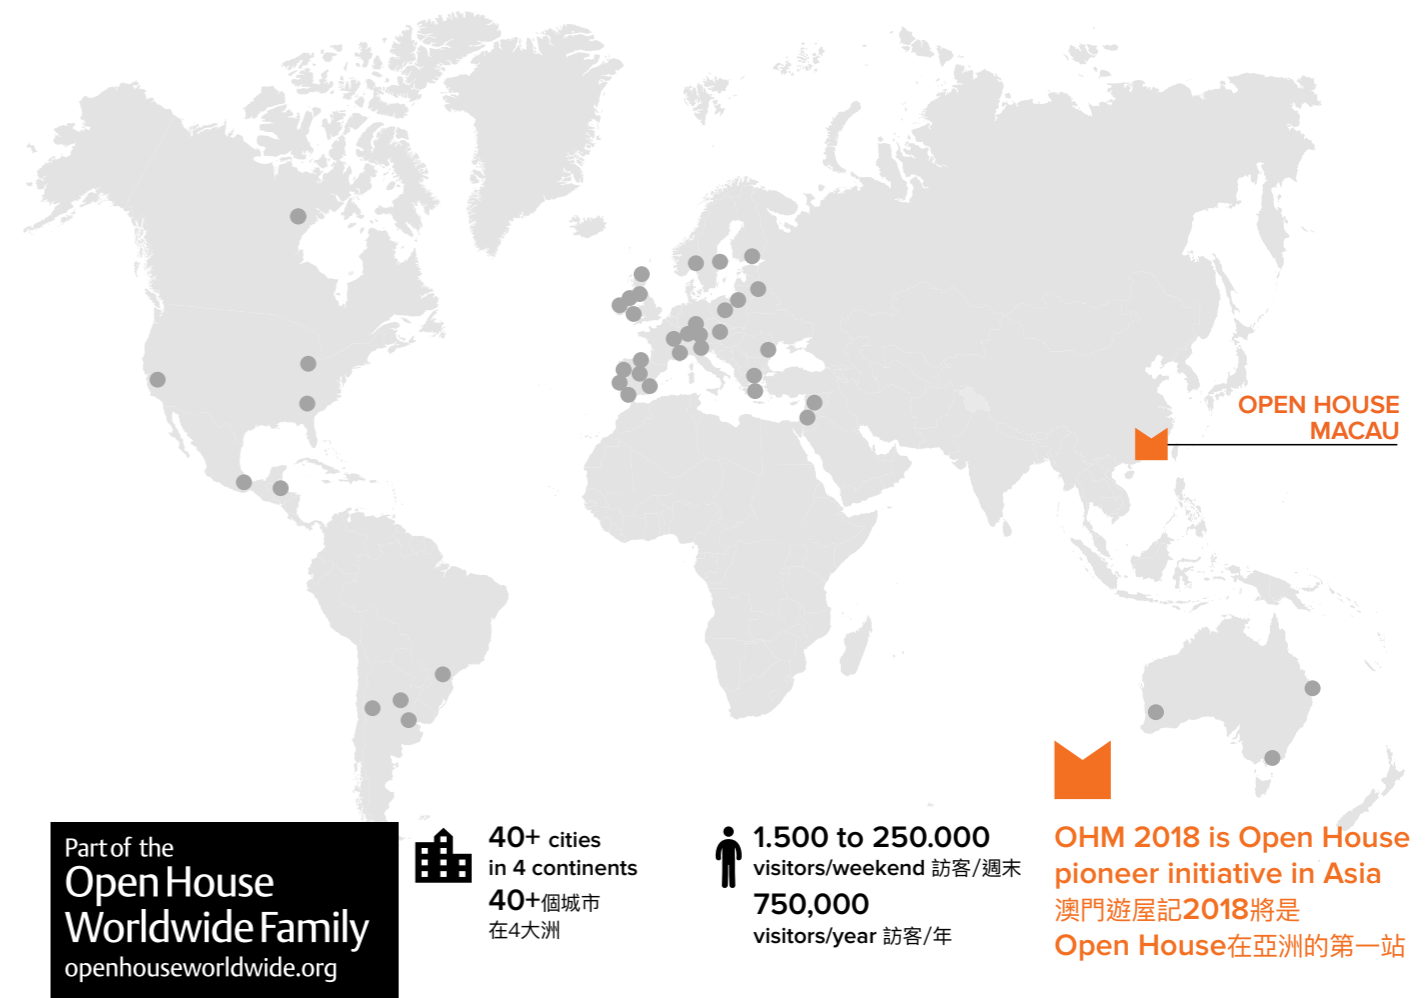 OPEN HOUSE
MACAU
Part of the
Open House
Worldwide Family
openhouseworldwide.org
40+ cities
in 4 continents
40+個城市
在4大洲
1.500 to 250.000
visitors/weekend 訪客/週末
750,000
visitors/year 訪客/年
OHM 2018 is Open House
pioneer initiative in Asia
澳門遊屋記2018將是
Open House在亞洲的第一站